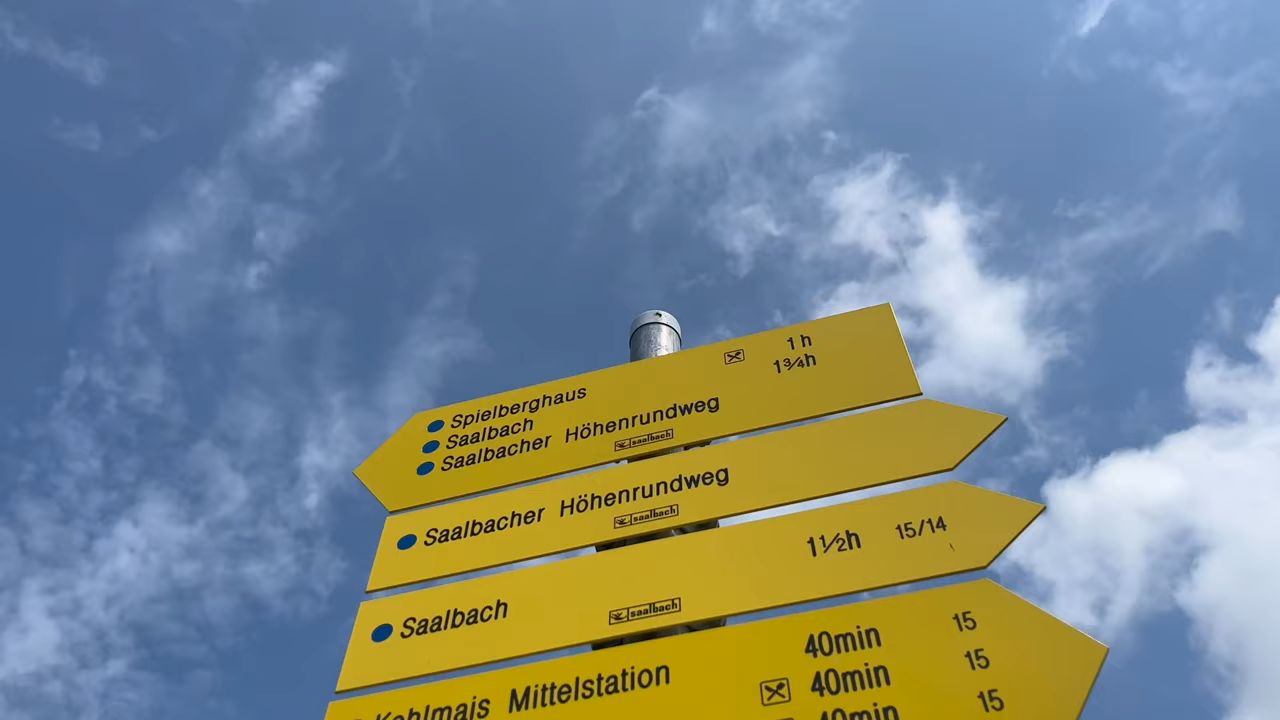 Spielberghaus 1 h
Saalbach 1¾h
Saalbacher Höhenrundweg
saalbach
Saalbacher Höhenrundweg
saalbach
Saalbach 1½h 15/14
saalbach
Kohlmais Mittelstation 40min 15
40min 15
40min 15